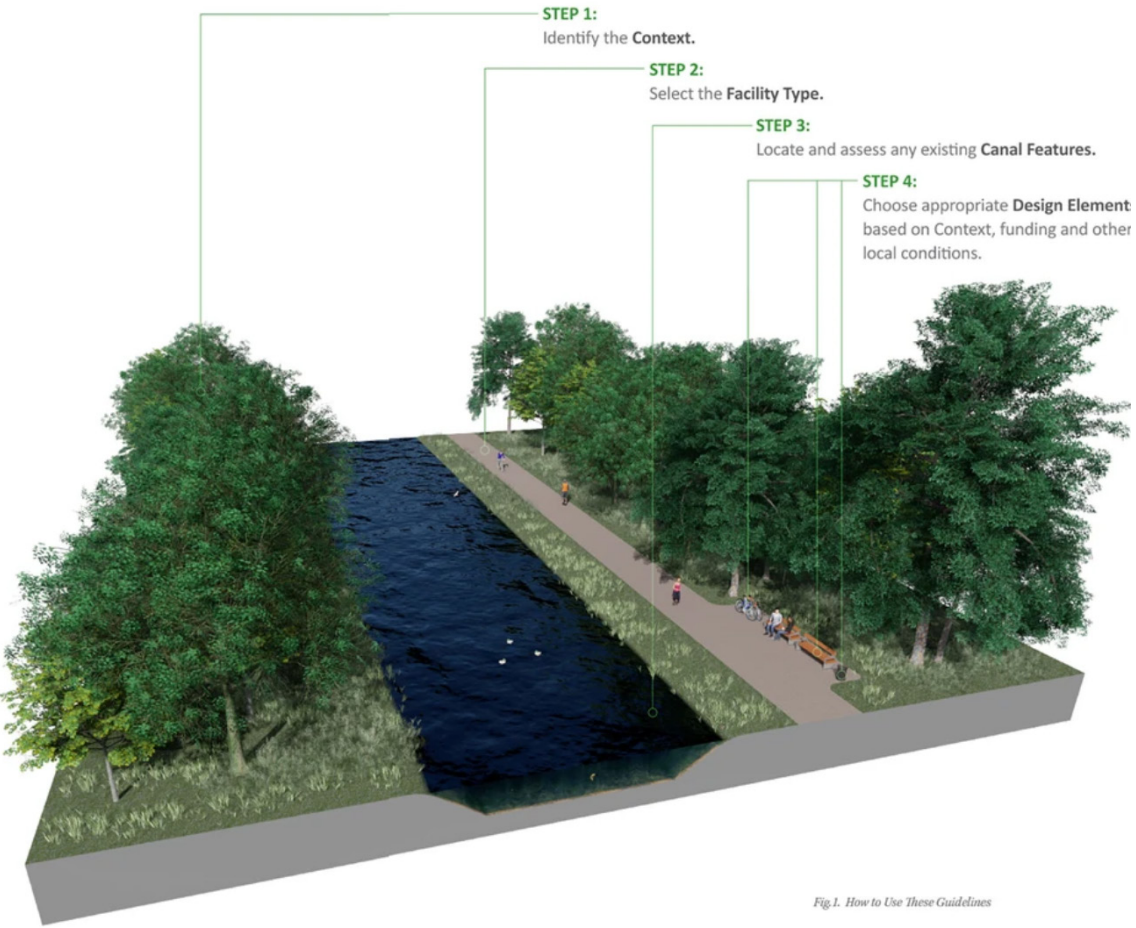 STEP 1:
Identify the Context.
STEP 2:
Select the Facility Type.
STEP 3:
Locate and assess any existing Canal Features.
STEP 4:
Choose appropriate Design Elements
based on Context, funding and other
local conditions.
Fig.1. How to Use These Guidelines